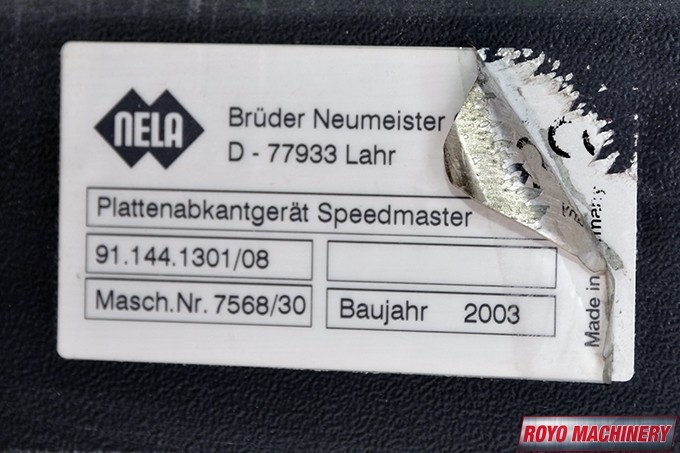 NELA
Brüder Neumeister
D - 77933 Lahr
Plattenabkantgerät Speedmaster
91.144.1301/08
Masch.Nr. 7568/30
Baujahr 2003
CE
Made in
ROYO MACHINERY